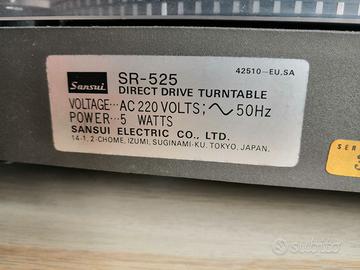 Sansui SR-525 42510-EU,SA
DIRECT DRIVE TURNTABLE
VOLTAGE---AC 220 VOLTS; ~ 50Hz
POWER---5 WATTS
SANSUI ELECTRIC CO., LTD.
14-1, 2-CHOME, IZUMI, SUGINAMI-KU, TOKYO, JAPAN.
SER
Subito